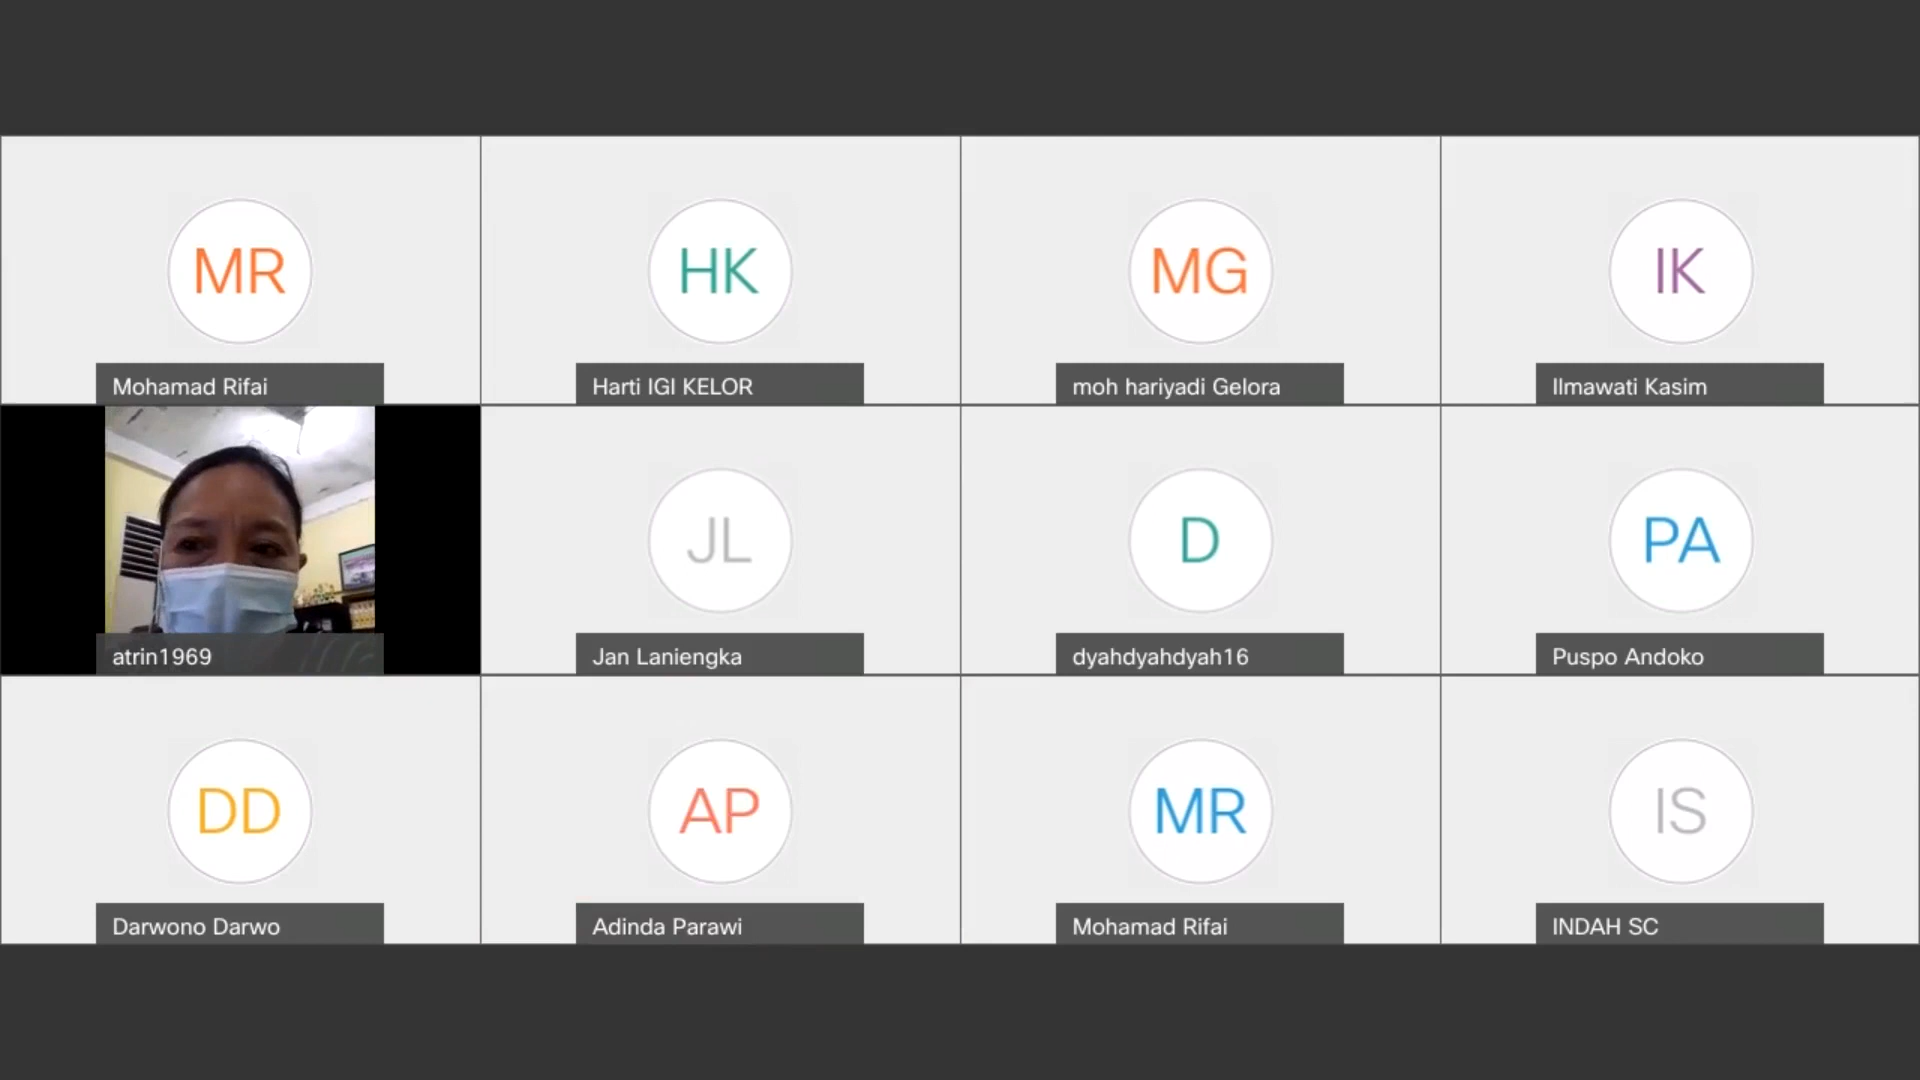 MR
HK
MG
IK
Mohamad Rifai
Harti IGI KELOR
moh hariyadi Gelora
Ilmawati Kasim
JL
D
PA
atrin1969
Jan Laniengka
dyahdyahdyah16
Puspo Andoko
DD
AP
MR
IS
Darwono Darwo
Adinda Parawi
Mohamad Rifai
INDAH SC